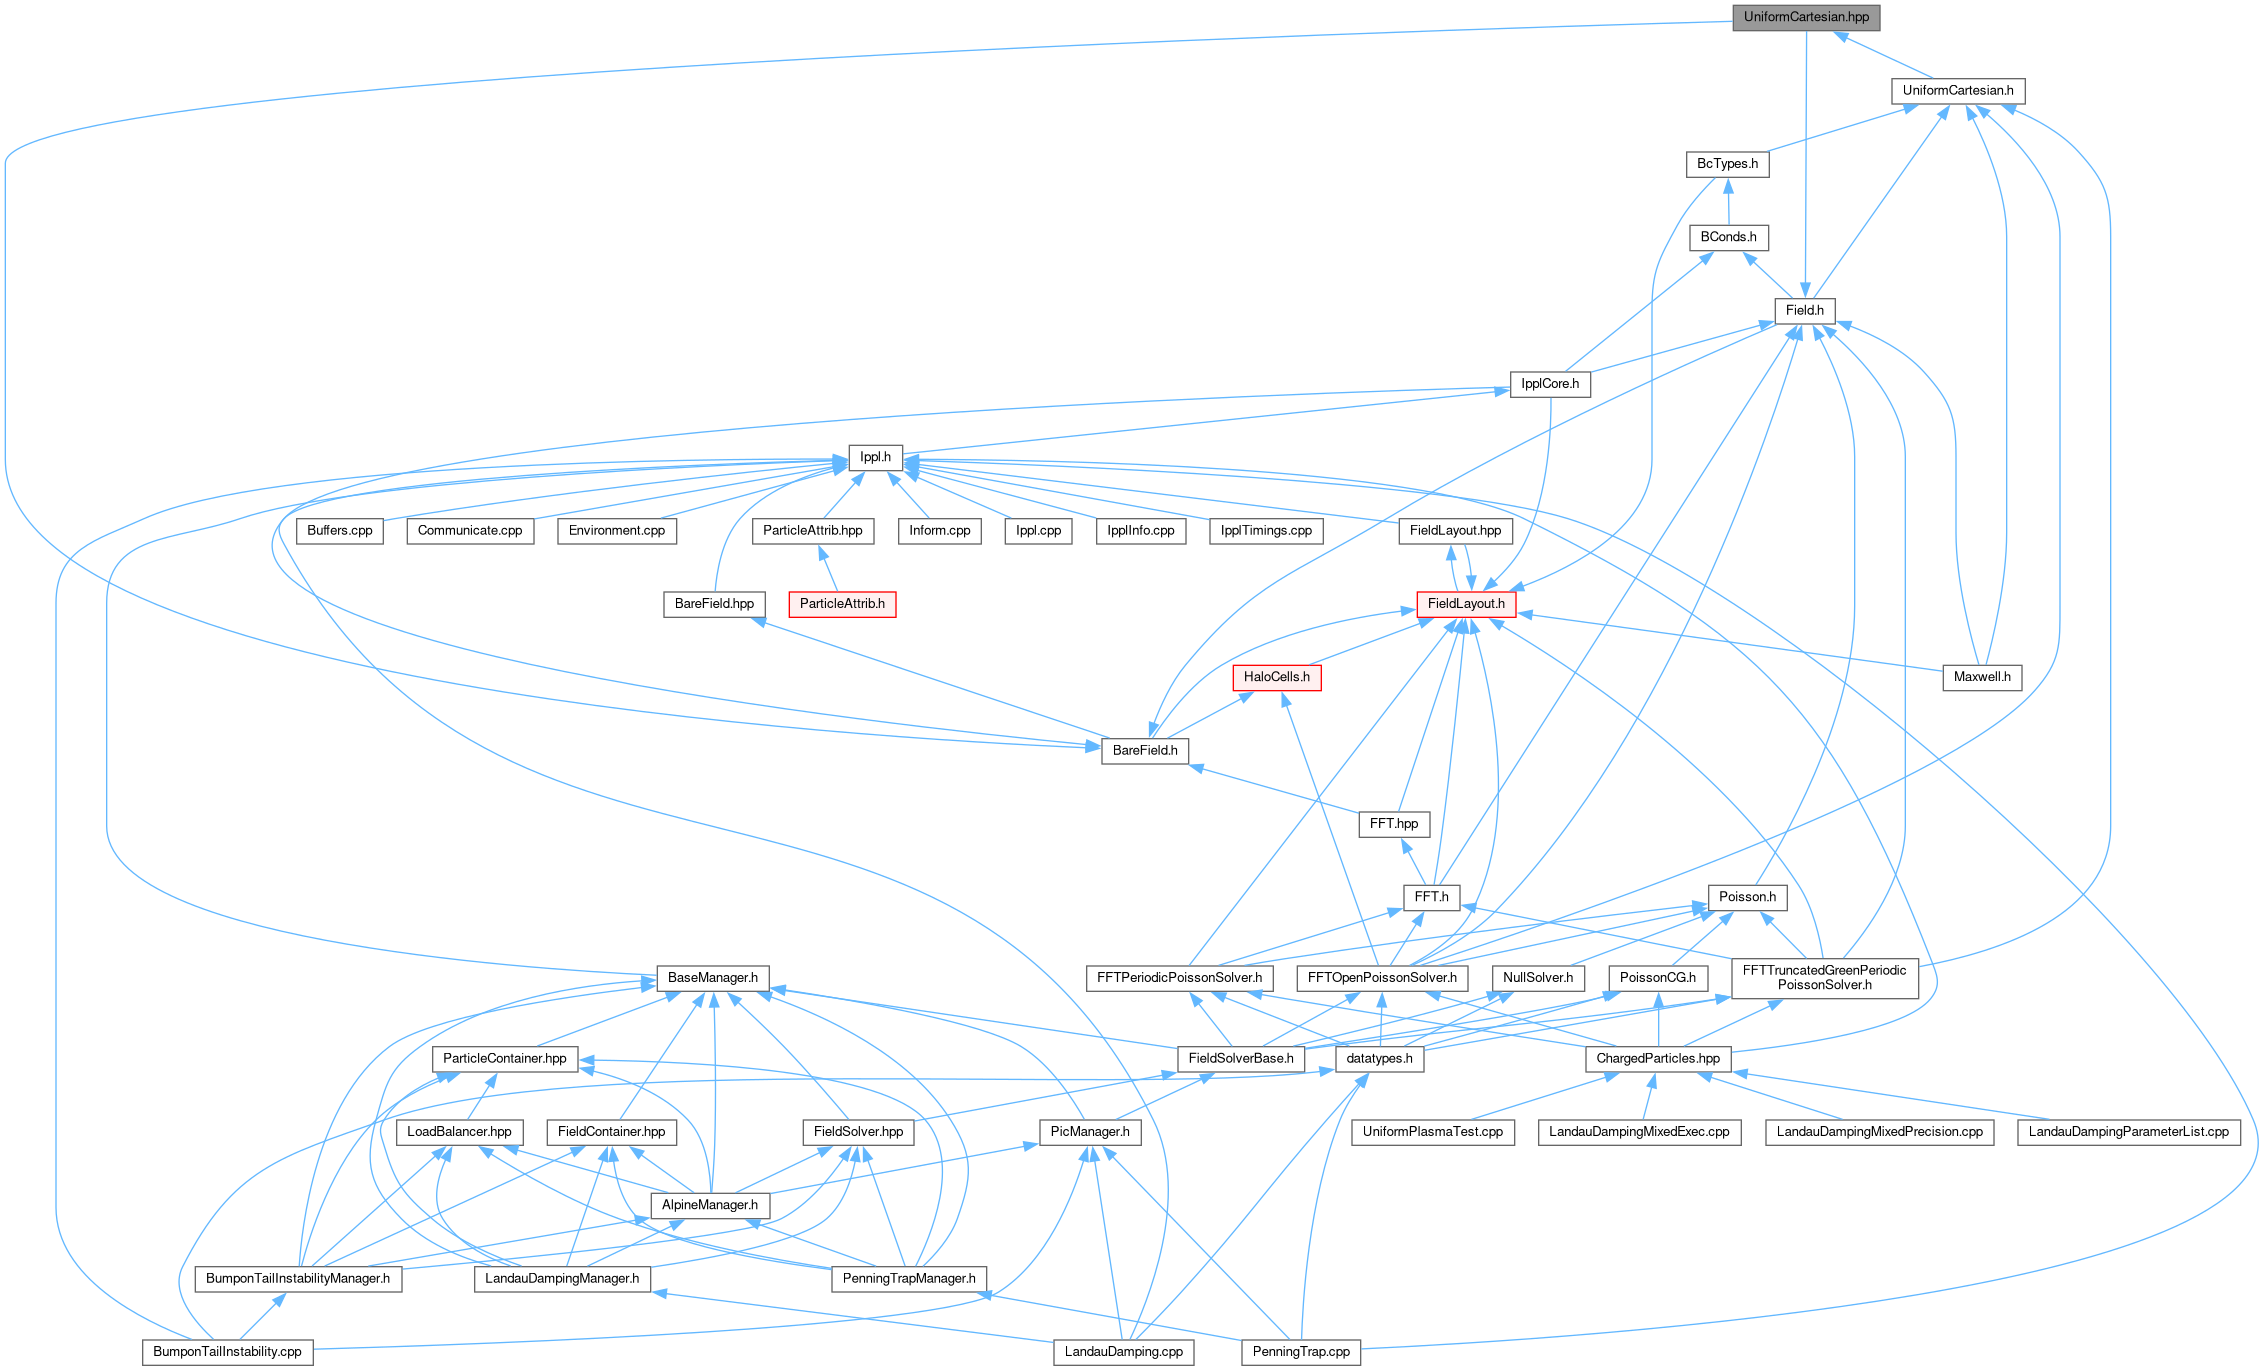 UniformCartesian.hpp
UniformCartesian.h
BcTypes.h
BConds.h
Field.h
IpplCore.h
Ippl.h
Buffers.cpp
Communicate.cpp
Environment.cpp
ParticleAttrib.hpp
Inform.cpp
Ippl.cpp
IpplInfo.cpp
IpplTimings.cpp
FieldLayout.hpp
BareField.hpp
ParticleAttrib.h
FieldLayout.h
HaloCells.h
Maxwell.h
BareField.h
FFT.hpp
FFT.h
Poisson.h
BaseManager.h
FFTPeriodicPoissonSolver.h
FFTOpenPoissonSolver.h
NullSolver.h
PoissonCG.h
FFTTruncatedGreenPeriodic
PoissonSolver.h
ParticleContainer.hpp
FieldSolverBase.h
datatypes.h
ChargedParticles.hpp
LoadBalancer.hpp
FieldContainer.hpp
FieldSolver.hpp
PicManager.h
UniformPlasmaTest.cpp
LandauDampingMixedExec.cpp
LandauDampingMixedPrecision.cpp
LandauDampingParameterList.cpp
AlpineManager.h
BumponTailInstabilityManager.h
LandauDampingManager.h
PenningTrapManager.h
BumponTailInstability.cpp
LandauDamping.cpp
PenningTrap.cpp